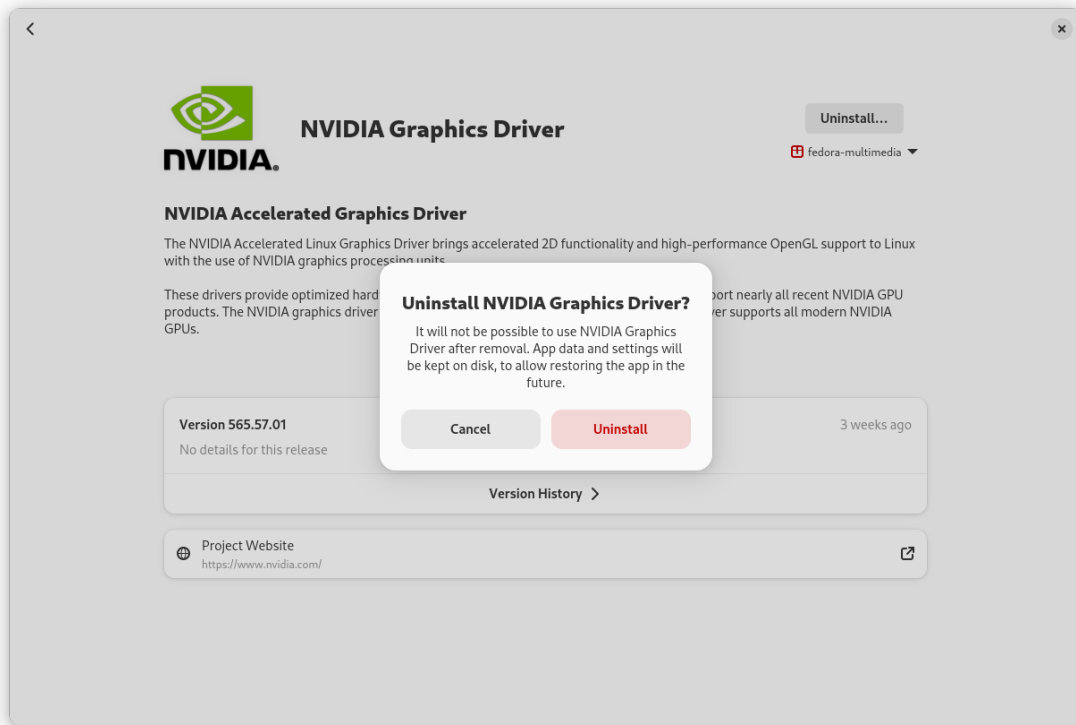 NVIDIA.
NVIDIA Graphics Driver
Uninstall...
fedora-multimedia
NVIDIA Accelerated Graphics Driver
The NVIDIA Accelerated Linux Graphics Driver brings accelerated 2D functionality and high-performance OpenGL support to Linux
with the use of NVIDIA graphics processing units.
These drivers provide optimized hard port nearly all recent NVIDIA GPU
products. The NVIDIA graphics driver ver supports all modern NVIDIA
GPUs.
Uninstall NVIDIA Graphics Driver?
It will not be possible to use NVIDIA Graphics
Driver after removal. App data and settings will
be kept on disk, to allow restoring the app in the
future.
Cancel
Uninstall
Version 565.57.01
3 weeks ago
No details for this release
Version History
Project Website
https://www.nvidia.com/